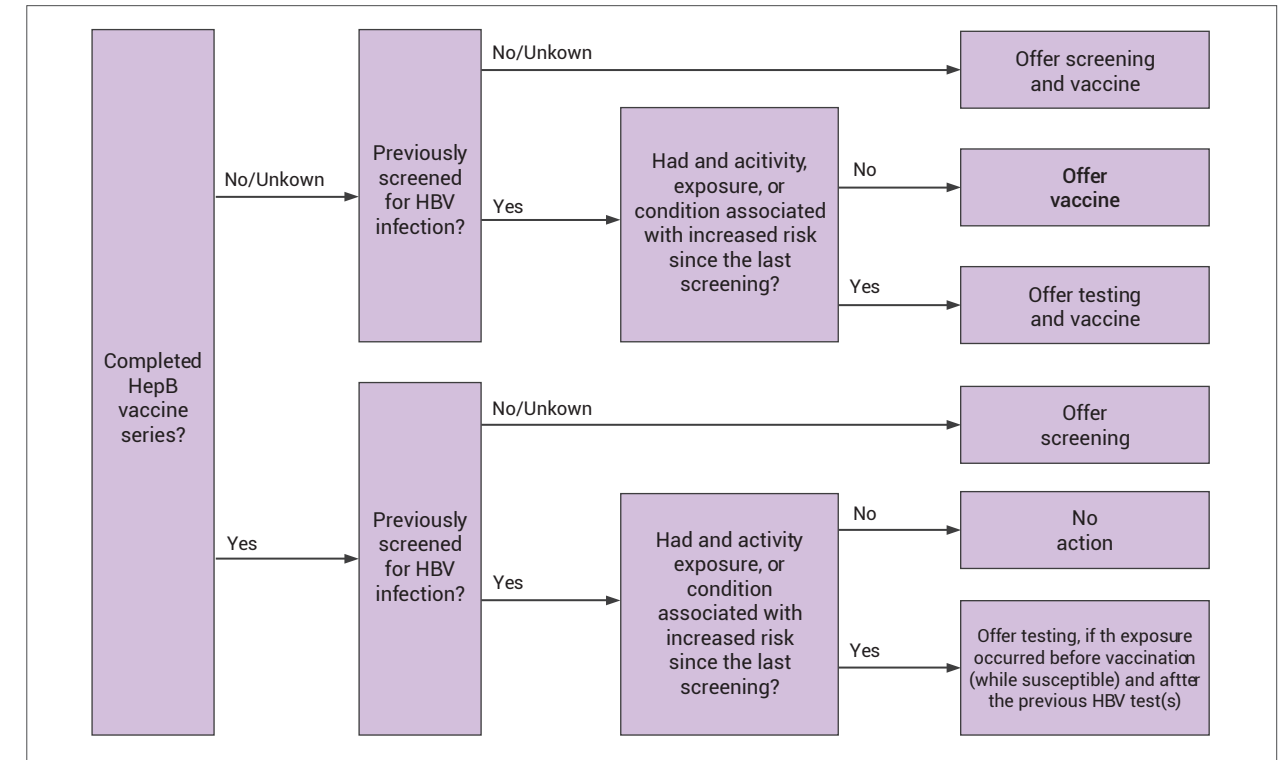 Completed
HepB
vaccine
series?
No/Unkown
Previously
screened
for HBV
infection?
No/Unkown
Offer screening
and vaccine
Yes
Had and acitivity,
exposure, or
condition associated
with increased risk
since the last
screening?
No
Offer
vaccine
Yes
Offer testing
and vaccine
Yes
Previously
screened
for HBV
infection?
No/Unkown
Offer
screening
Yes
Had and activity
exposure, or
condition
associated with
increased risk
since the last
screening?
No
No
action
Yes
Offer testing, if th exposure
occurred before vaccination
(while susceptible) and aftter
the previous HBV test(s)